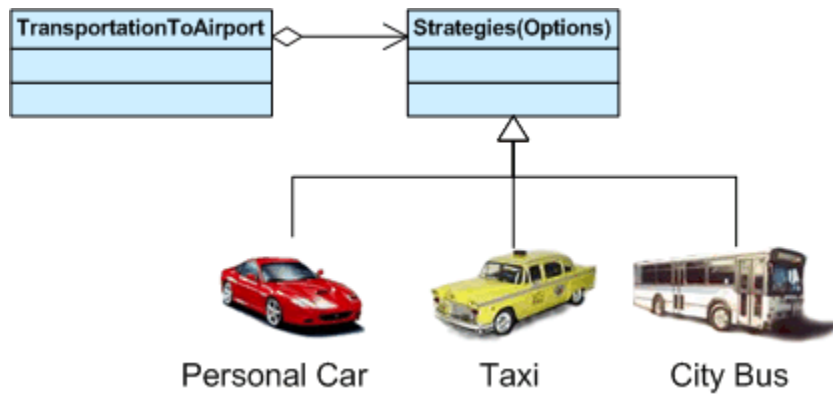 TransportationToAirport
Strategies(Options)
Personal Car
Taxi
City Bus